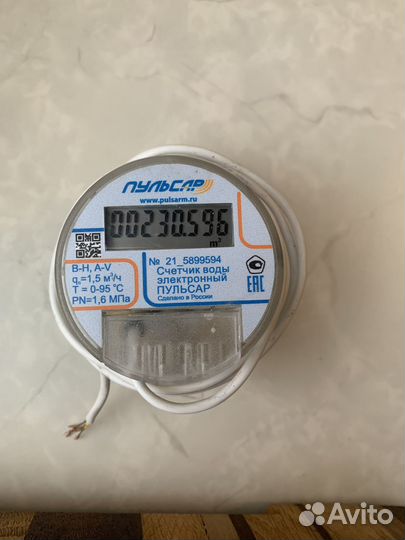 ПУЛЬСАР
www.pulsarm.ru
00230.596
m³
№ 21_5899594
Счетчик воды
электронный
ПУЛЬСАР
Сделано в России
B-H, A-V
qₙ=1,5 м³/ч
T = 0-95 °C
PN=1,6 МПа
EAC
Avito